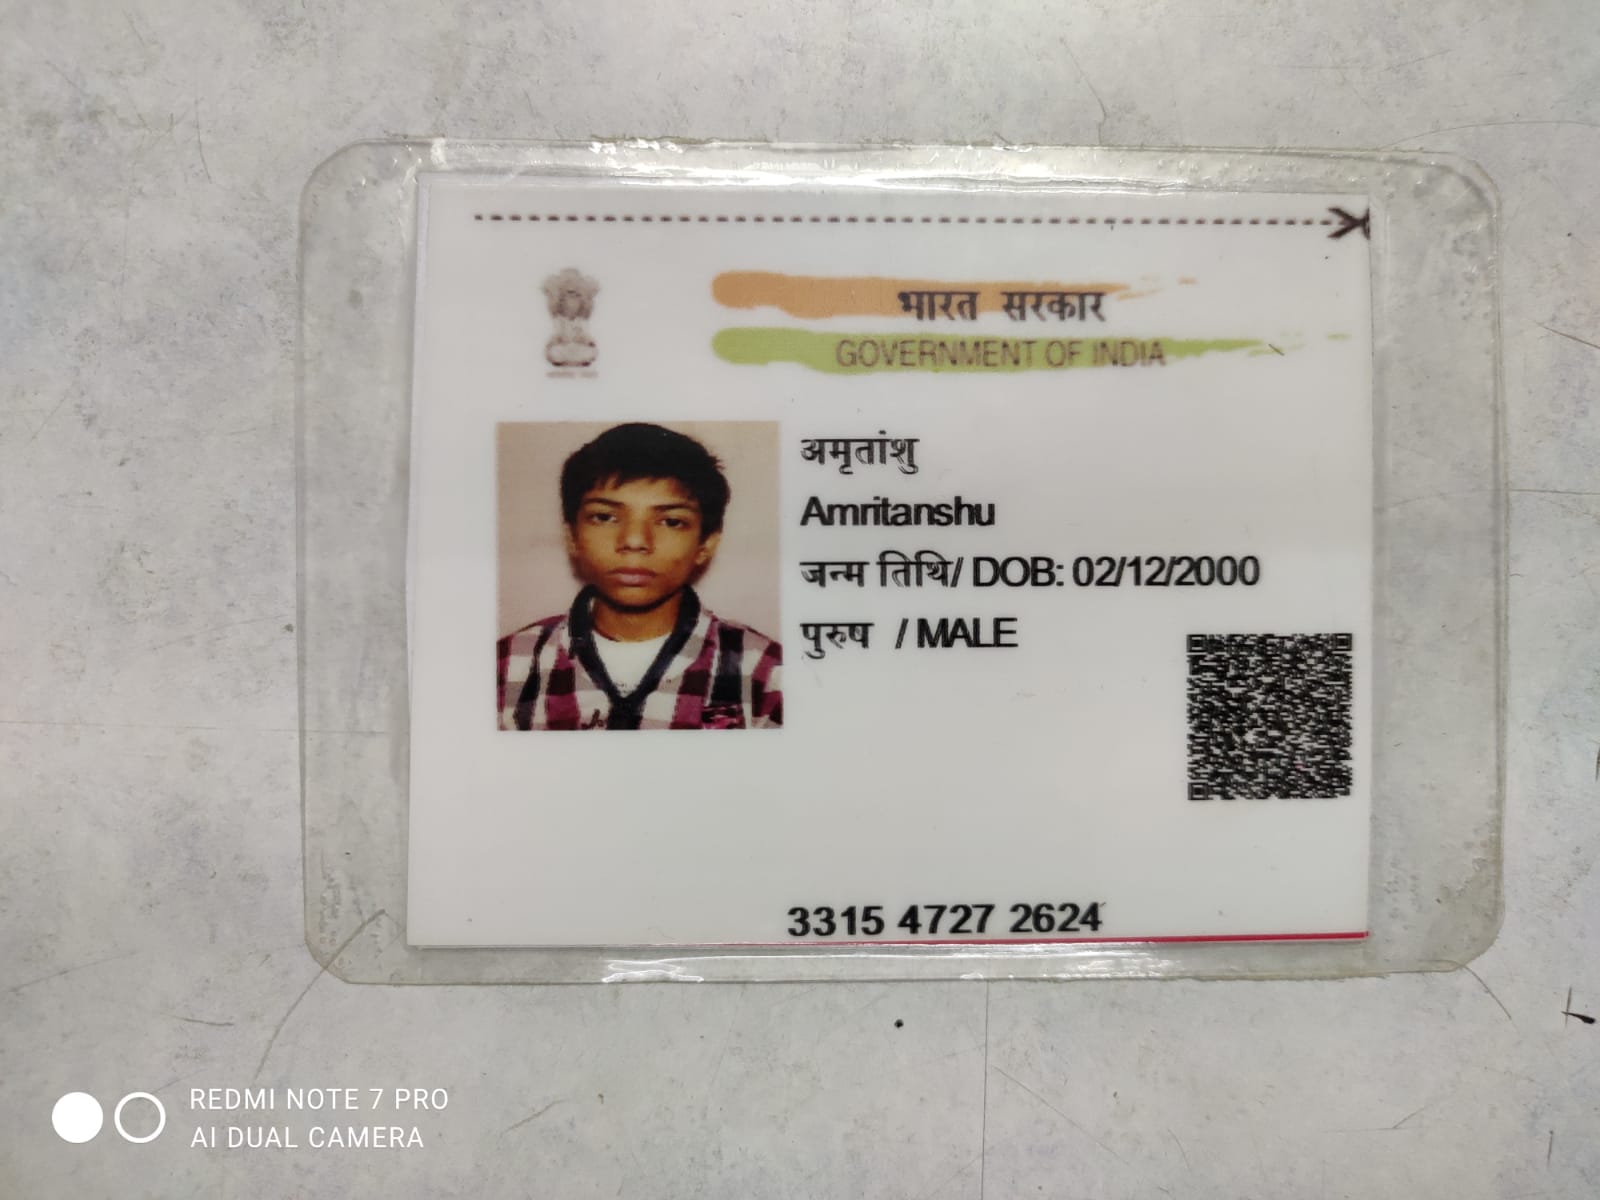 भारत सरकार
GOVERNMENT OF INDIA
अमृतांशु
Amritanshu
जन्म तिथि/ DOB: 02/12/2000
पुरुष / MALE
3315 4727 2624
REDMI NOTE 7 PRO
AI DUAL CAMERA